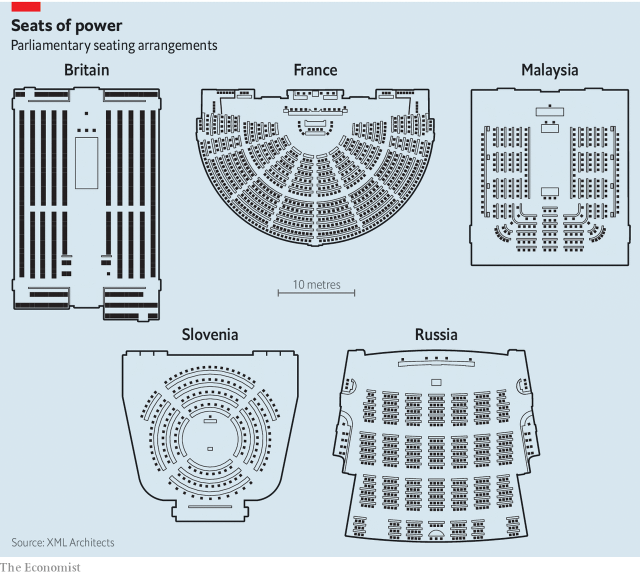 Seats of power
Parliamentary seating arrangements
Britain
France
Malaysia
10 metres
Slovenia
Russia
Source: XML Architects
The Economist